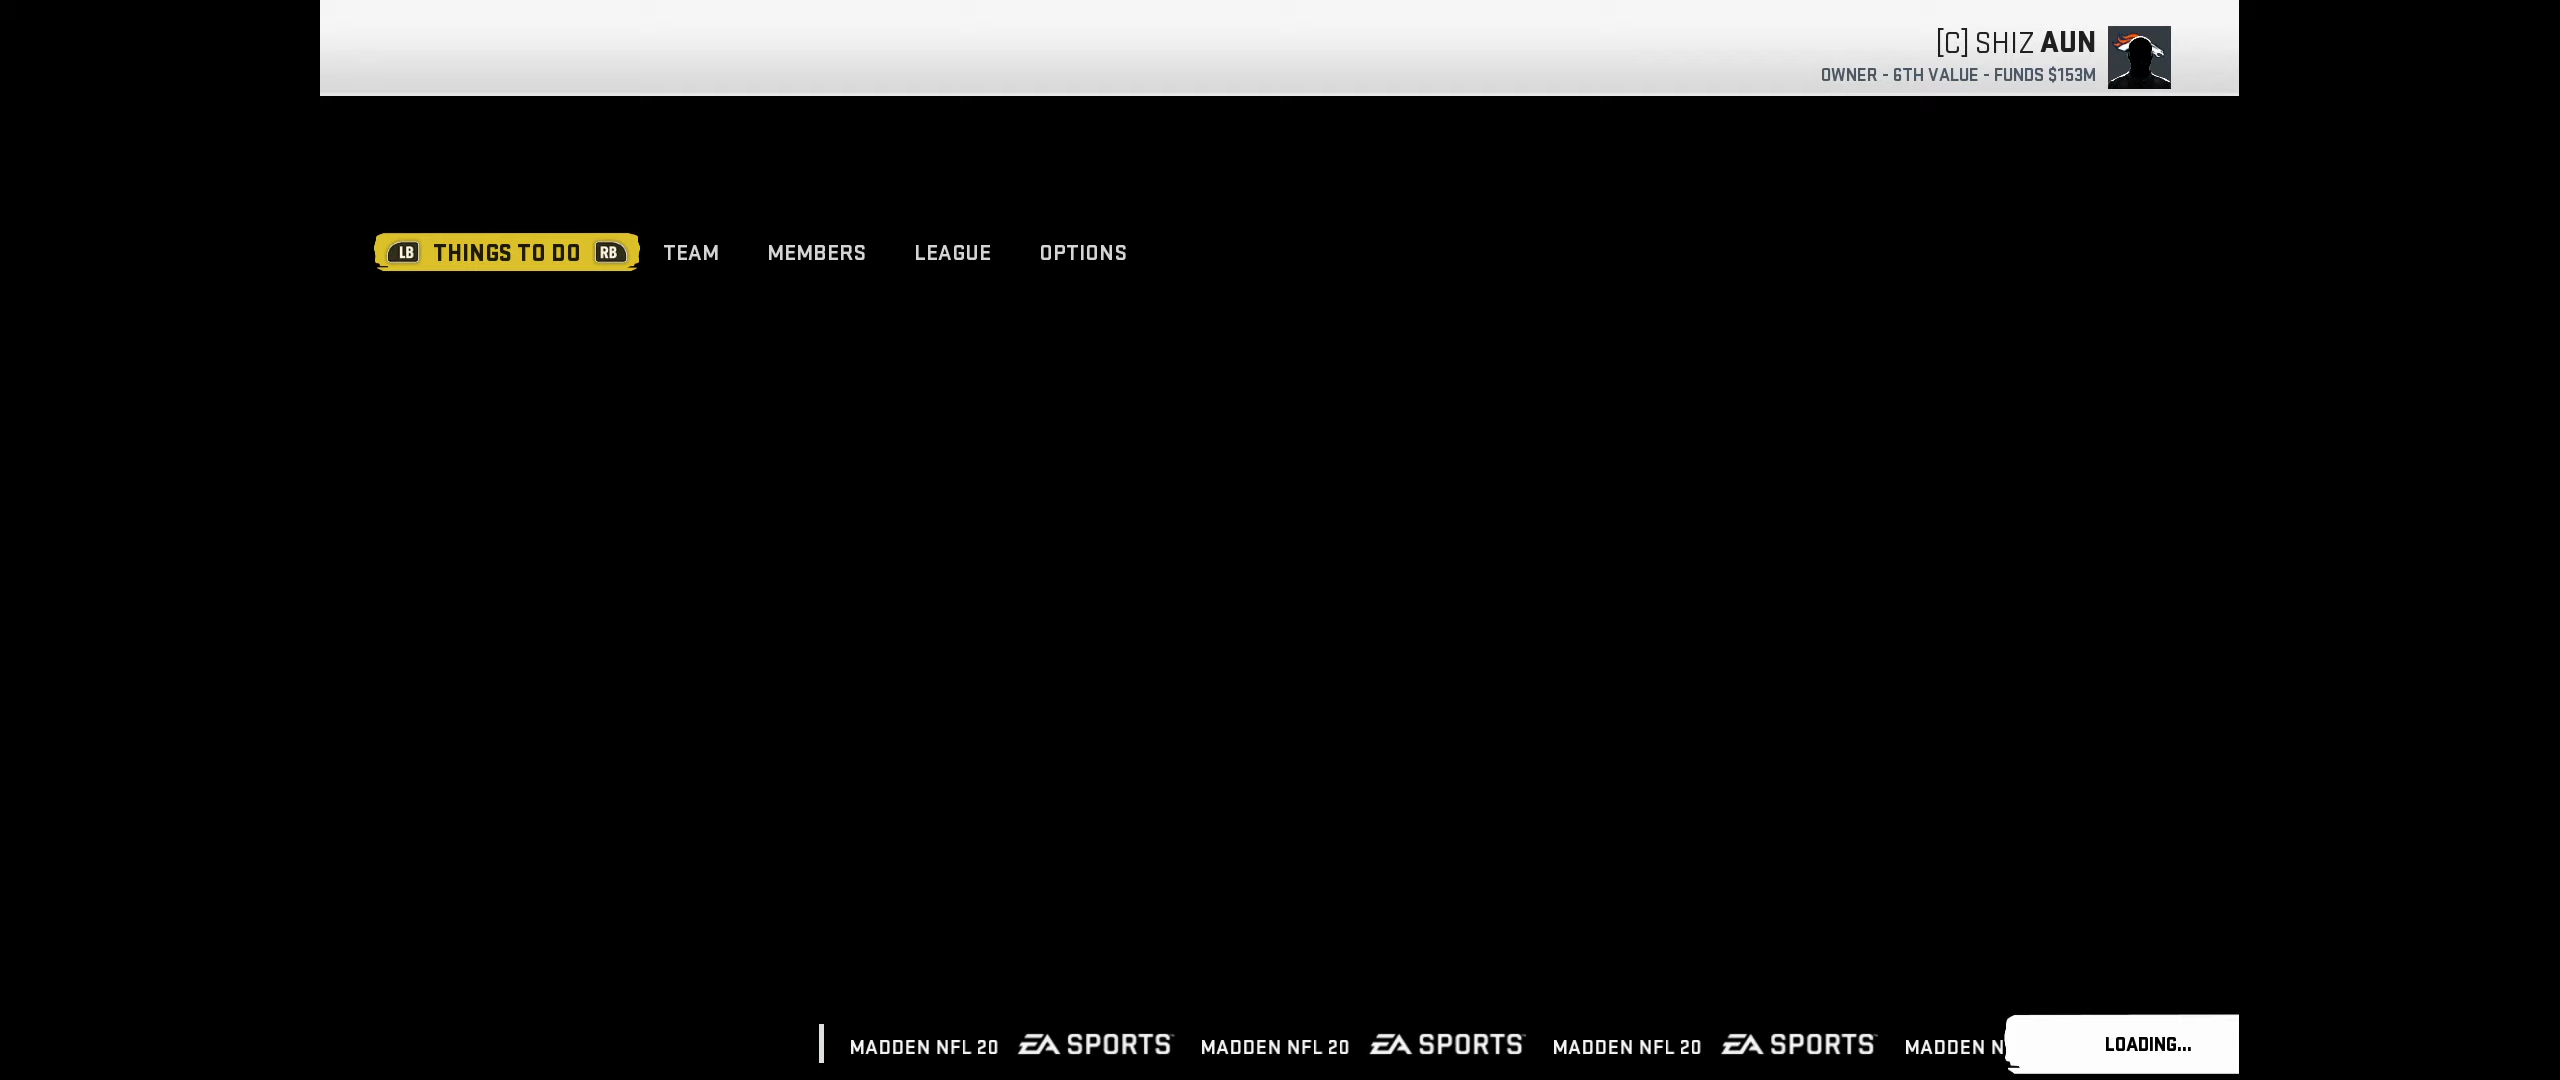 [C] SHIZ AUN
OWNER - 6TH VALUE - FUNDS $153M
LB THINGS TO DO RB TEAM MEMBERS LEAGUE OPTIONS
MADDEN NFL 20 EA SPORTS MADDEN NFL 20 EA SPORTS MADDEN NFL 20 EA SPORTS MADDEN N LOADING...